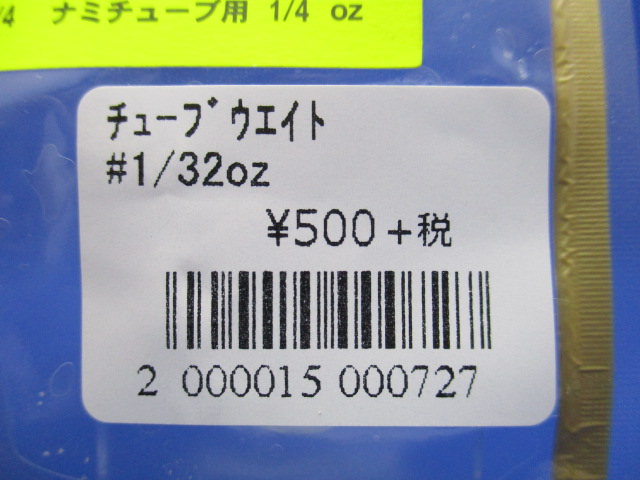 /4 ナミチューブ用 1/4 oz
ﾁｭｰﾌﾞｳｴｲﾄ
#1/32oz
¥500+税
2 000015 000727